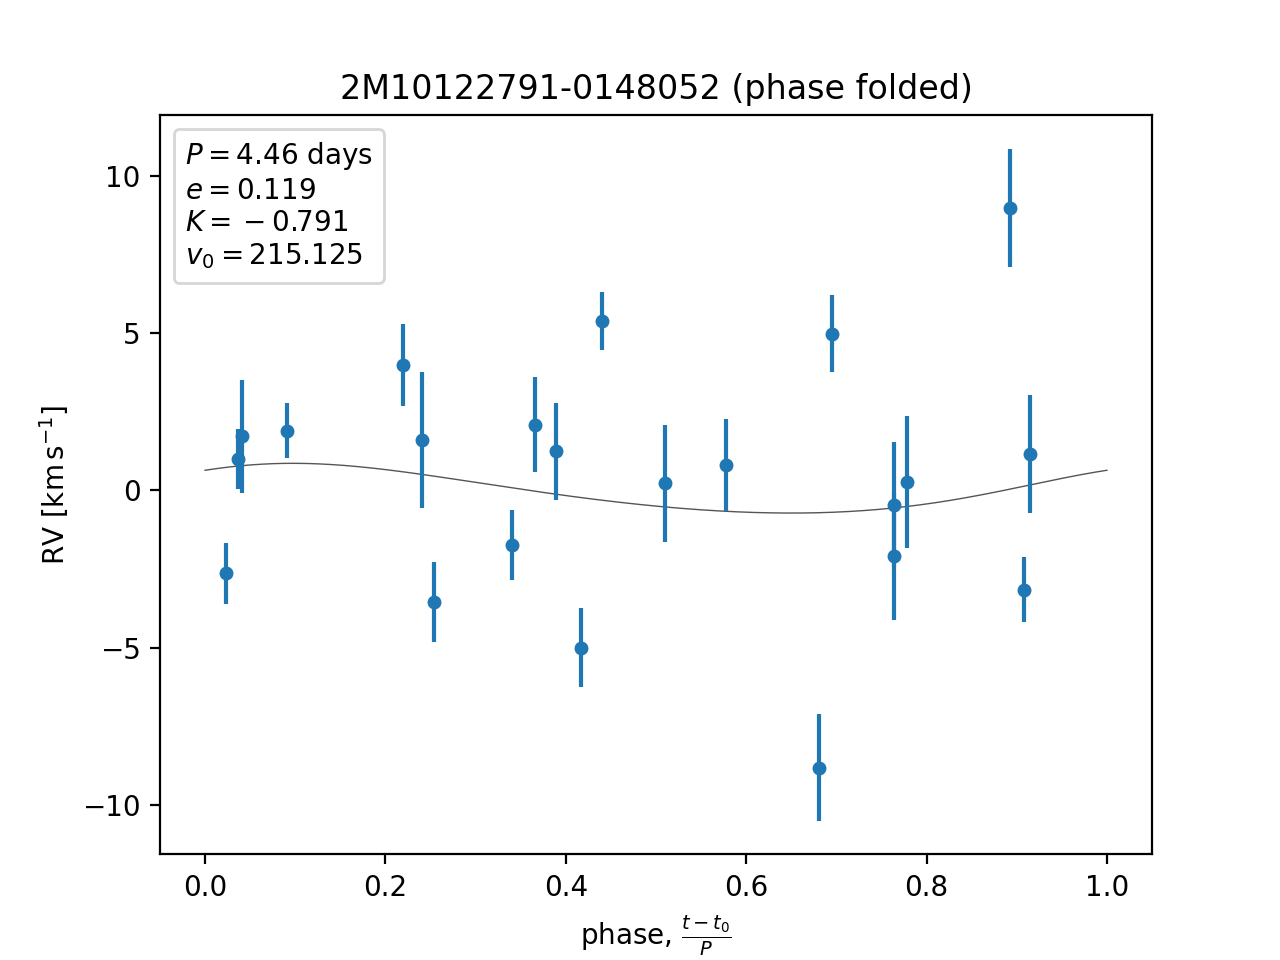 2M10122791-0148052 (phase folded)
P = 4.46 days
e = 0.119
K = −0.791
v₀ = 215.125
10
5
0
−5
−10
RV [km s⁻¹]
0.0 0.2 0.4 0.6 0.8 1.0
phase, (t − t₀)/P